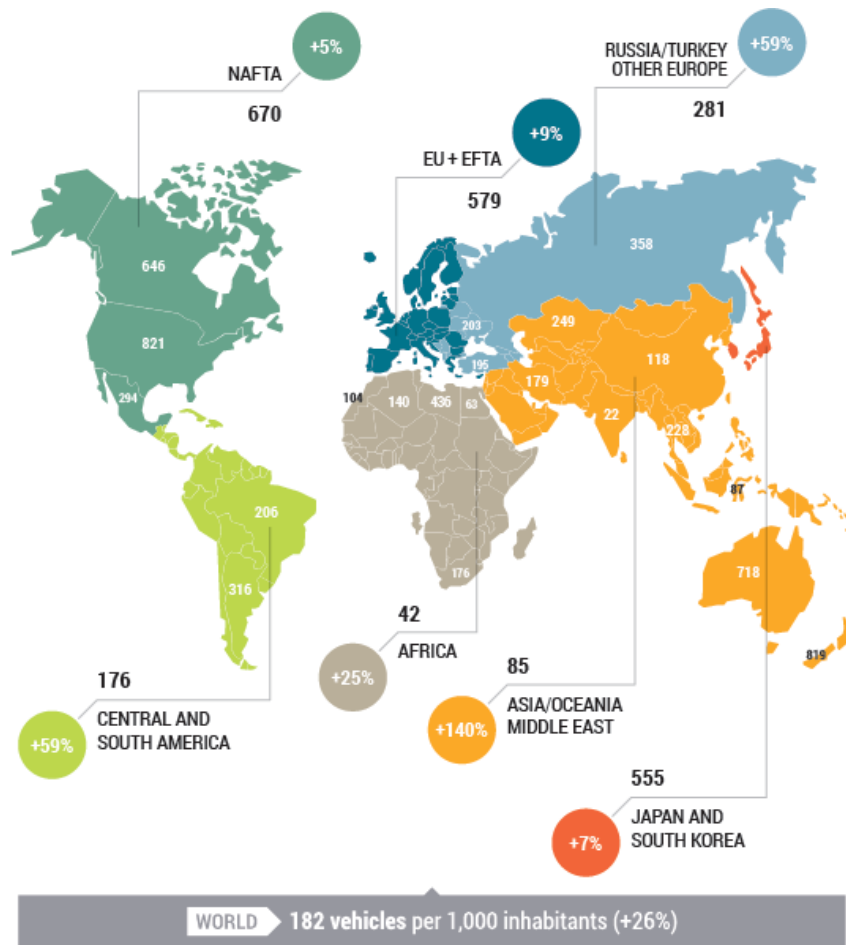 +5%
NAFTA
670
+59%
RUSSIA/TURKEY
OTHER EUROPE
281
+9%
EU + EFTA
579
646
821
294
358
203
195
249
118
179
22
228
87
718
819
104
140
436
63
176
206
316
42
AFRICA
+25%
176
CENTRAL AND
SOUTH AMERICA
+59%
85
ASIA/OCEANIA
MIDDLE EAST
+140%
555
JAPAN AND
SOUTH KOREA
+7%
WORLD 182 vehicles per 1,000 inhabitants (+26%)